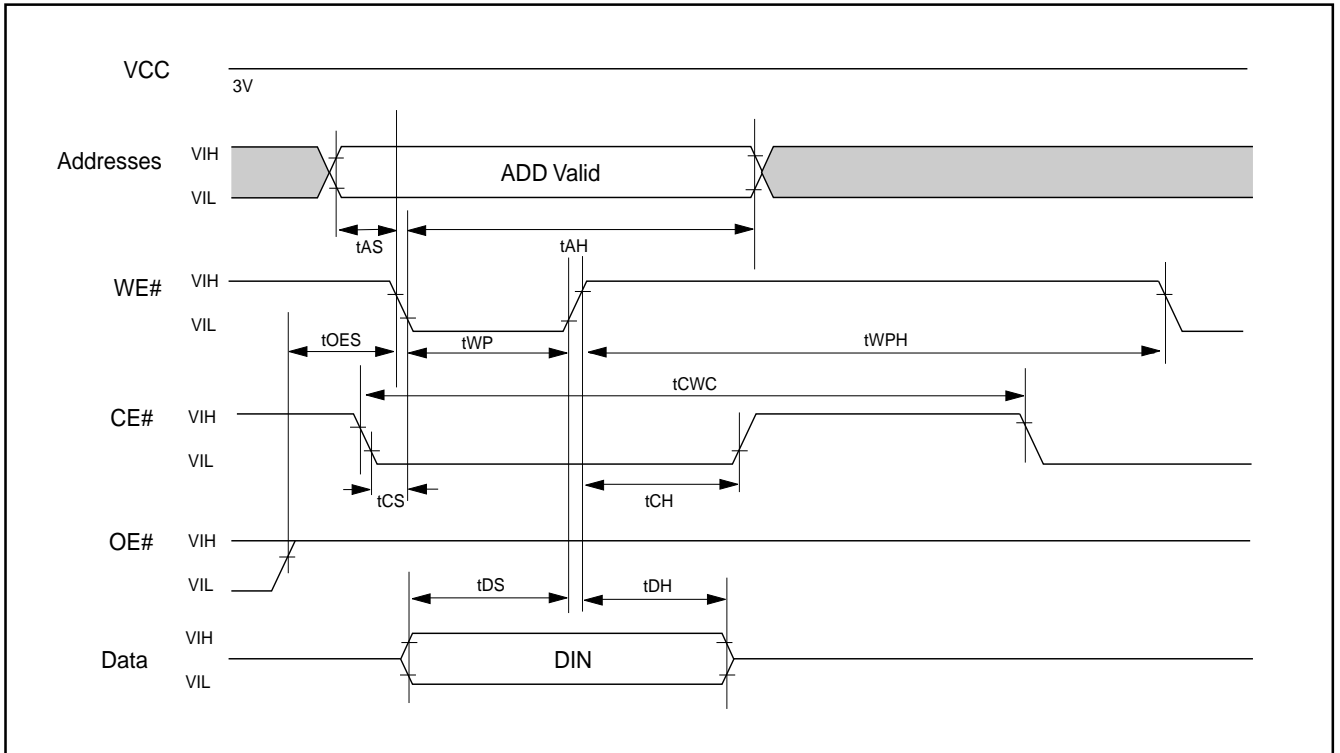 VCC
3V
Addresses
VIH
ADD Valid
VIL
tAS
tAH
WE#
VIH
VIL
tOES
tWP
tWPH
tCWC
CE#
VIH
VIL
tCS
tCH
OE#
VIH
VIL
tDS
tDH
VIH
Data
DIN
VIL